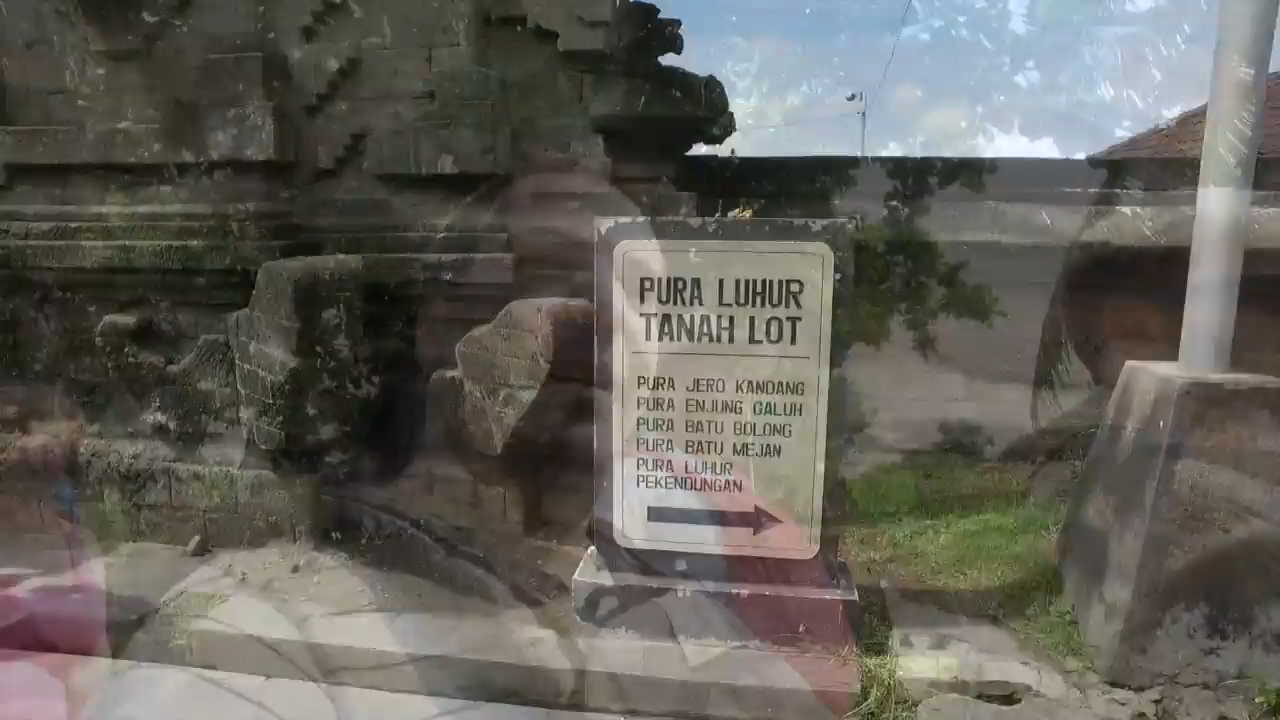 PURA LUHUR
TANAH LOT
PURA JERO KANDANG
PURA ENJUNG GALUH
PURA BATU BOLONG
PURA BATU MEJAN
PURA LUHUR
PEKENDUNGAN